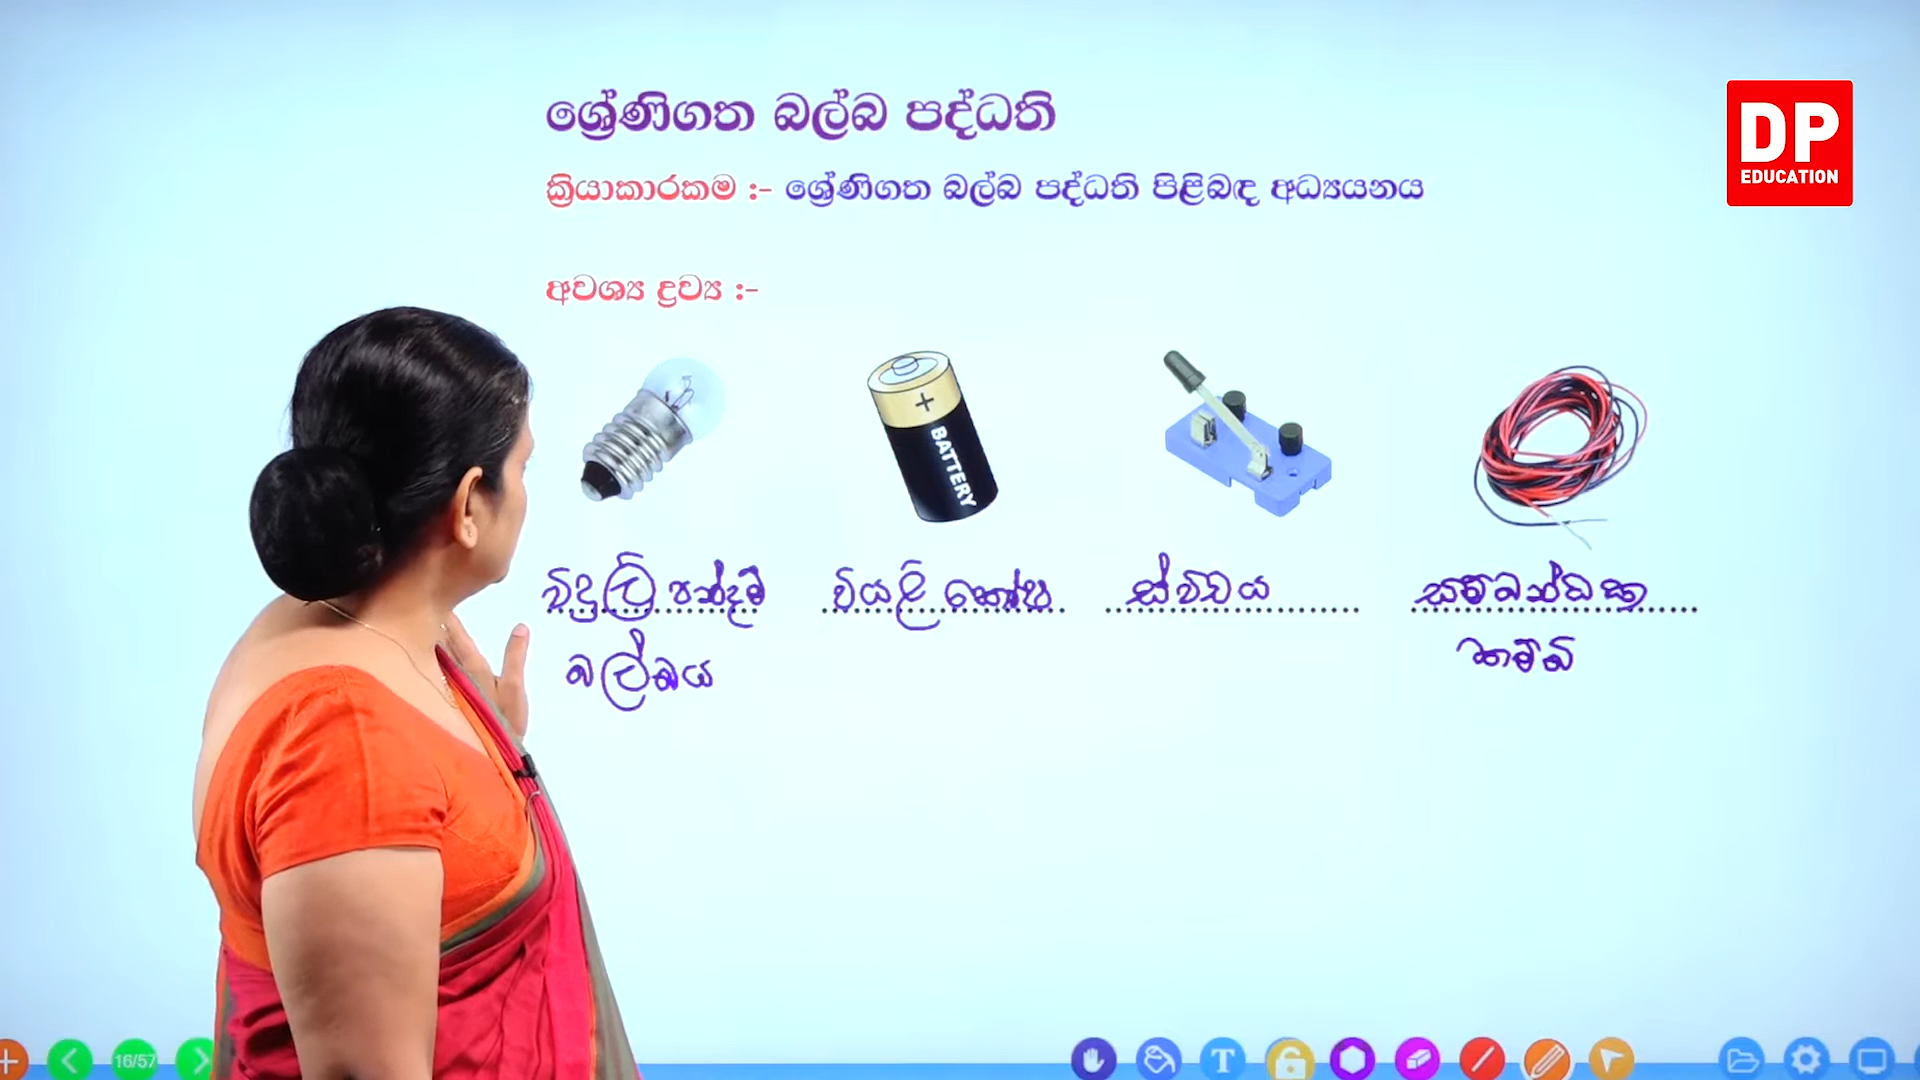 ශ්‍රේණිගත බල්බ පද්ධති
DP
EDUCATION
ක්‍රියාකාරකම :- ශ්‍රේණිගත බල්බ පද්ධති පිළිබඳ අධ්‍යයනය
අවශ්‍ය ද්‍රව්‍ය :-
+
BATTERY
විදුලි පන්දම් වියළි කෝෂ ස්විචය සම්බන්ධක
බල්බය කම්බි
16/57
T